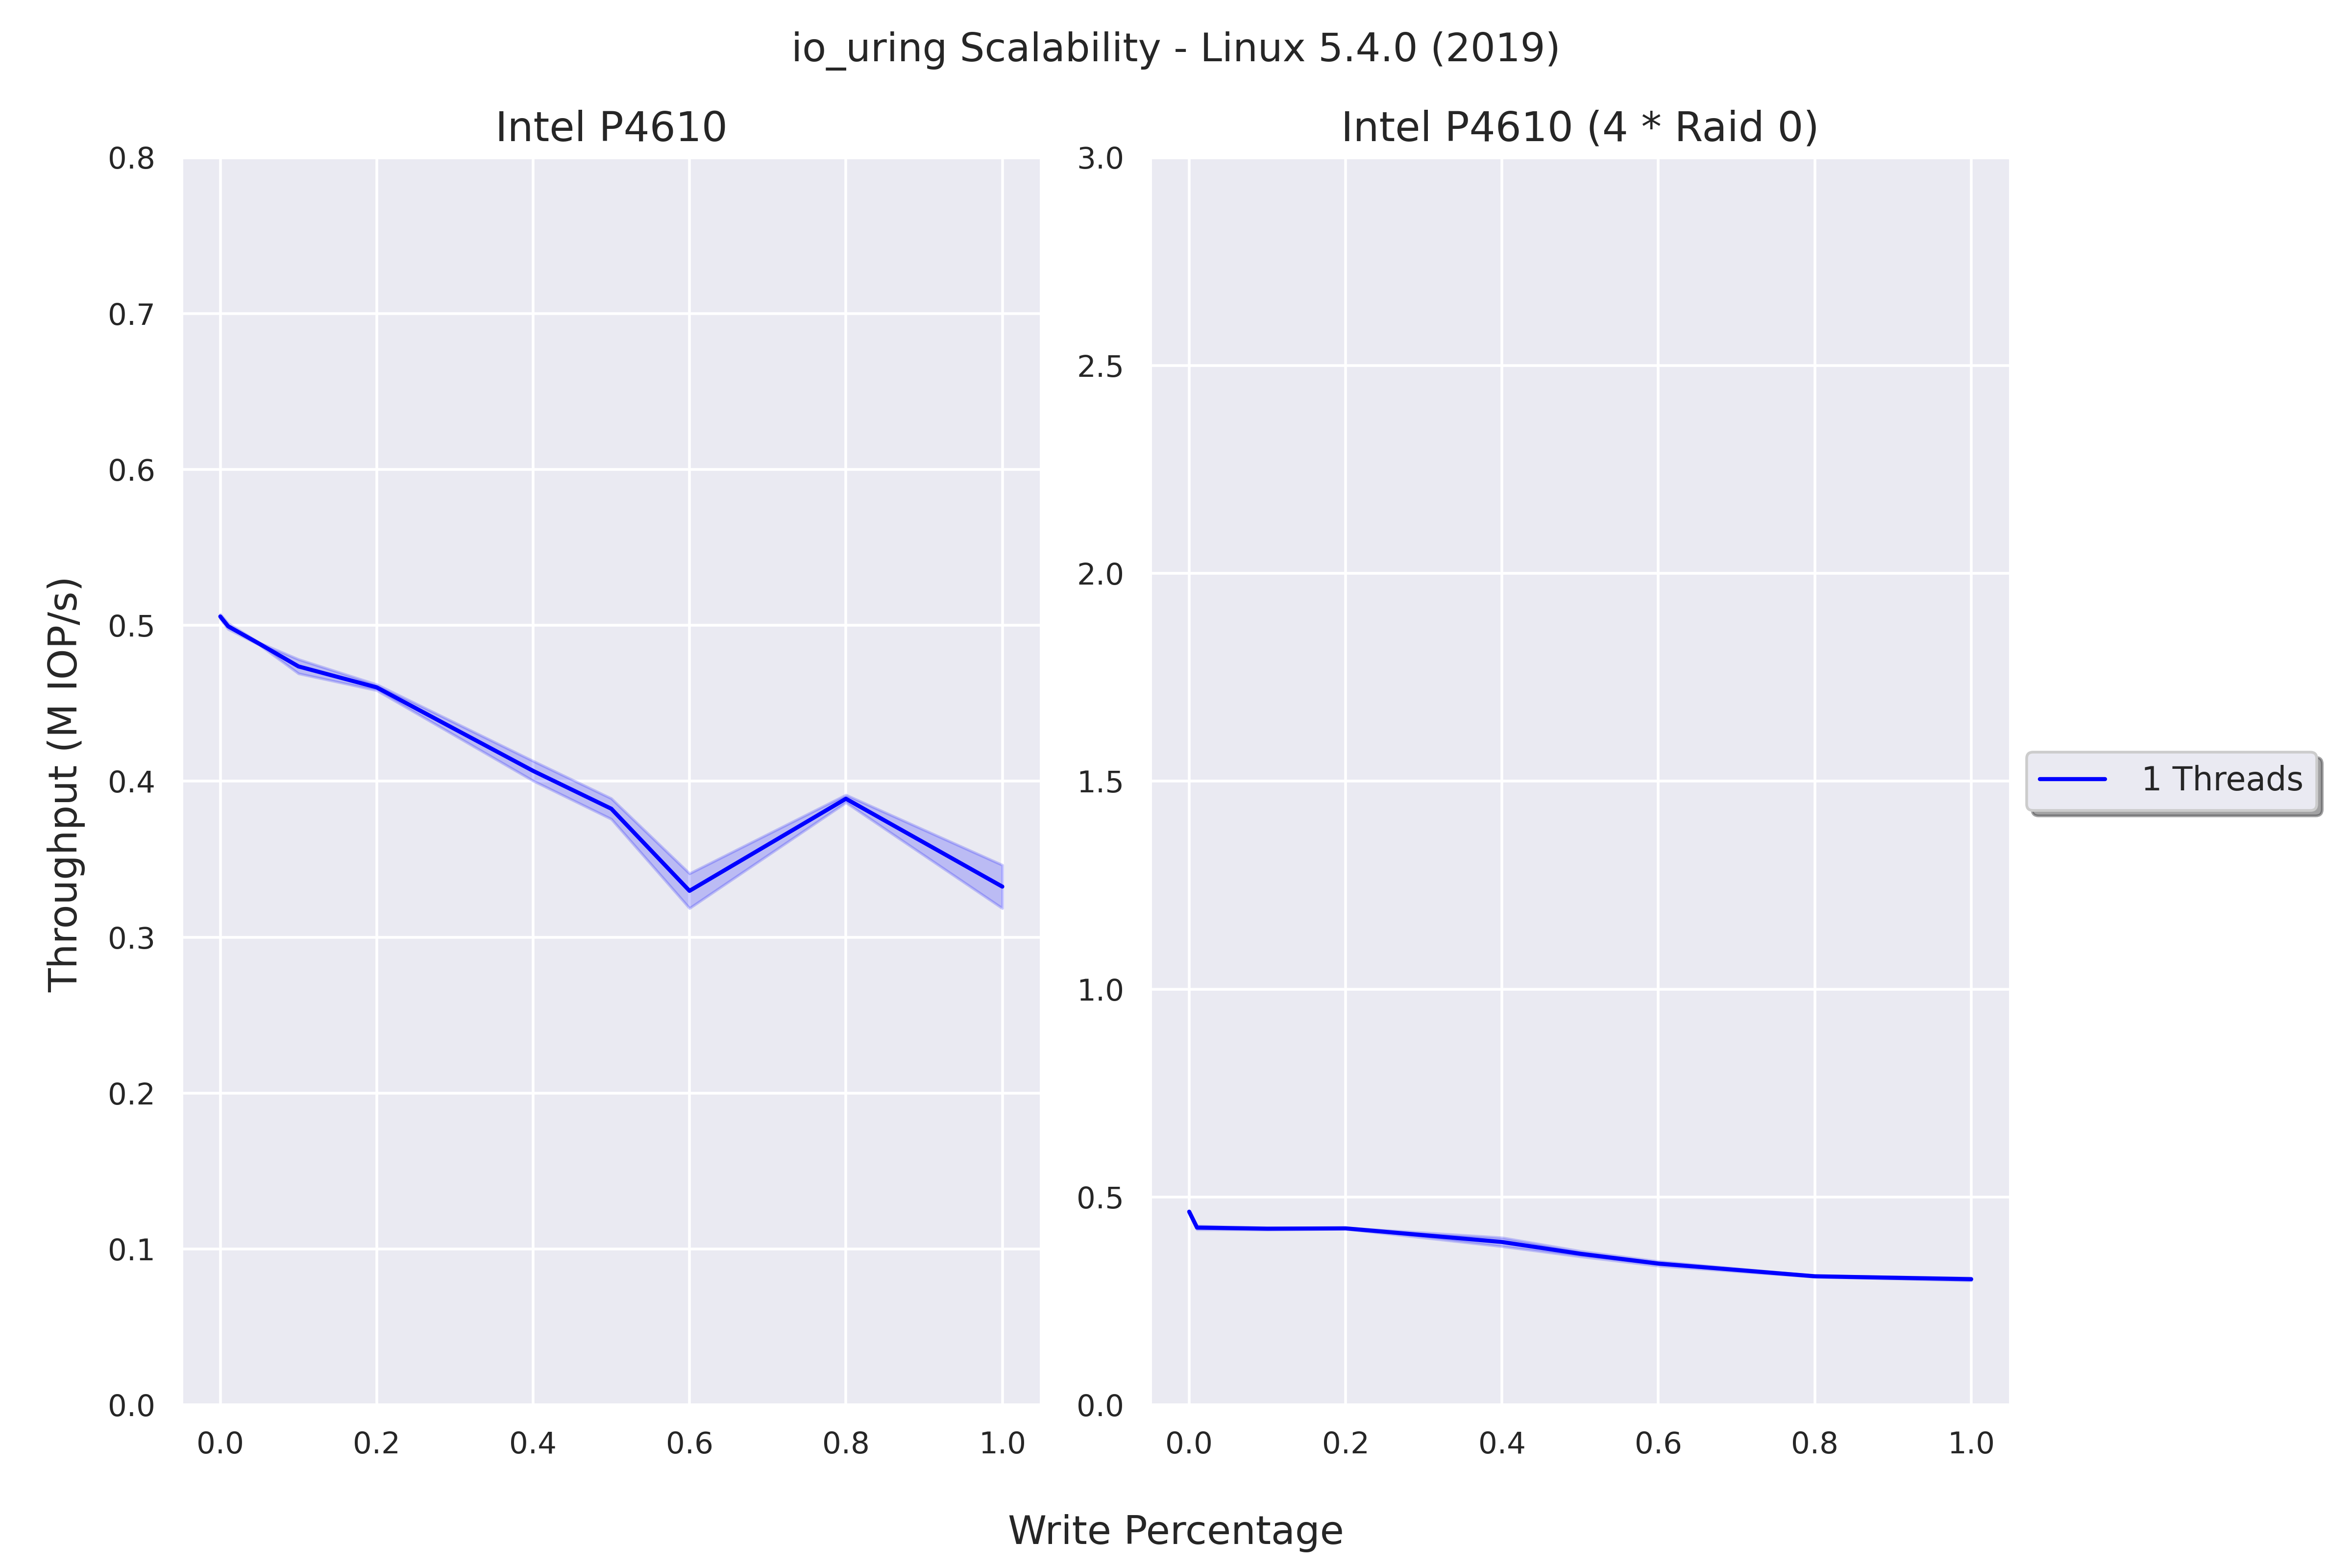 io_uring Scalability - Linux 5.4.0 (2019)
Intel P4610
0.8
0.7
0.6
0.5
0.4
0.3
0.2
0.1
0.0
0.0 0.2 0.4 0.6 0.8 1.0
Throughput (M IOP/s)
Intel P4610 (4 * Raid 0)
3.0
2.5
2.0
1.5
1.0
0.5
0.0
0.0 0.2 0.4 0.6 0.8 1.0
1 Threads
Write Percentage